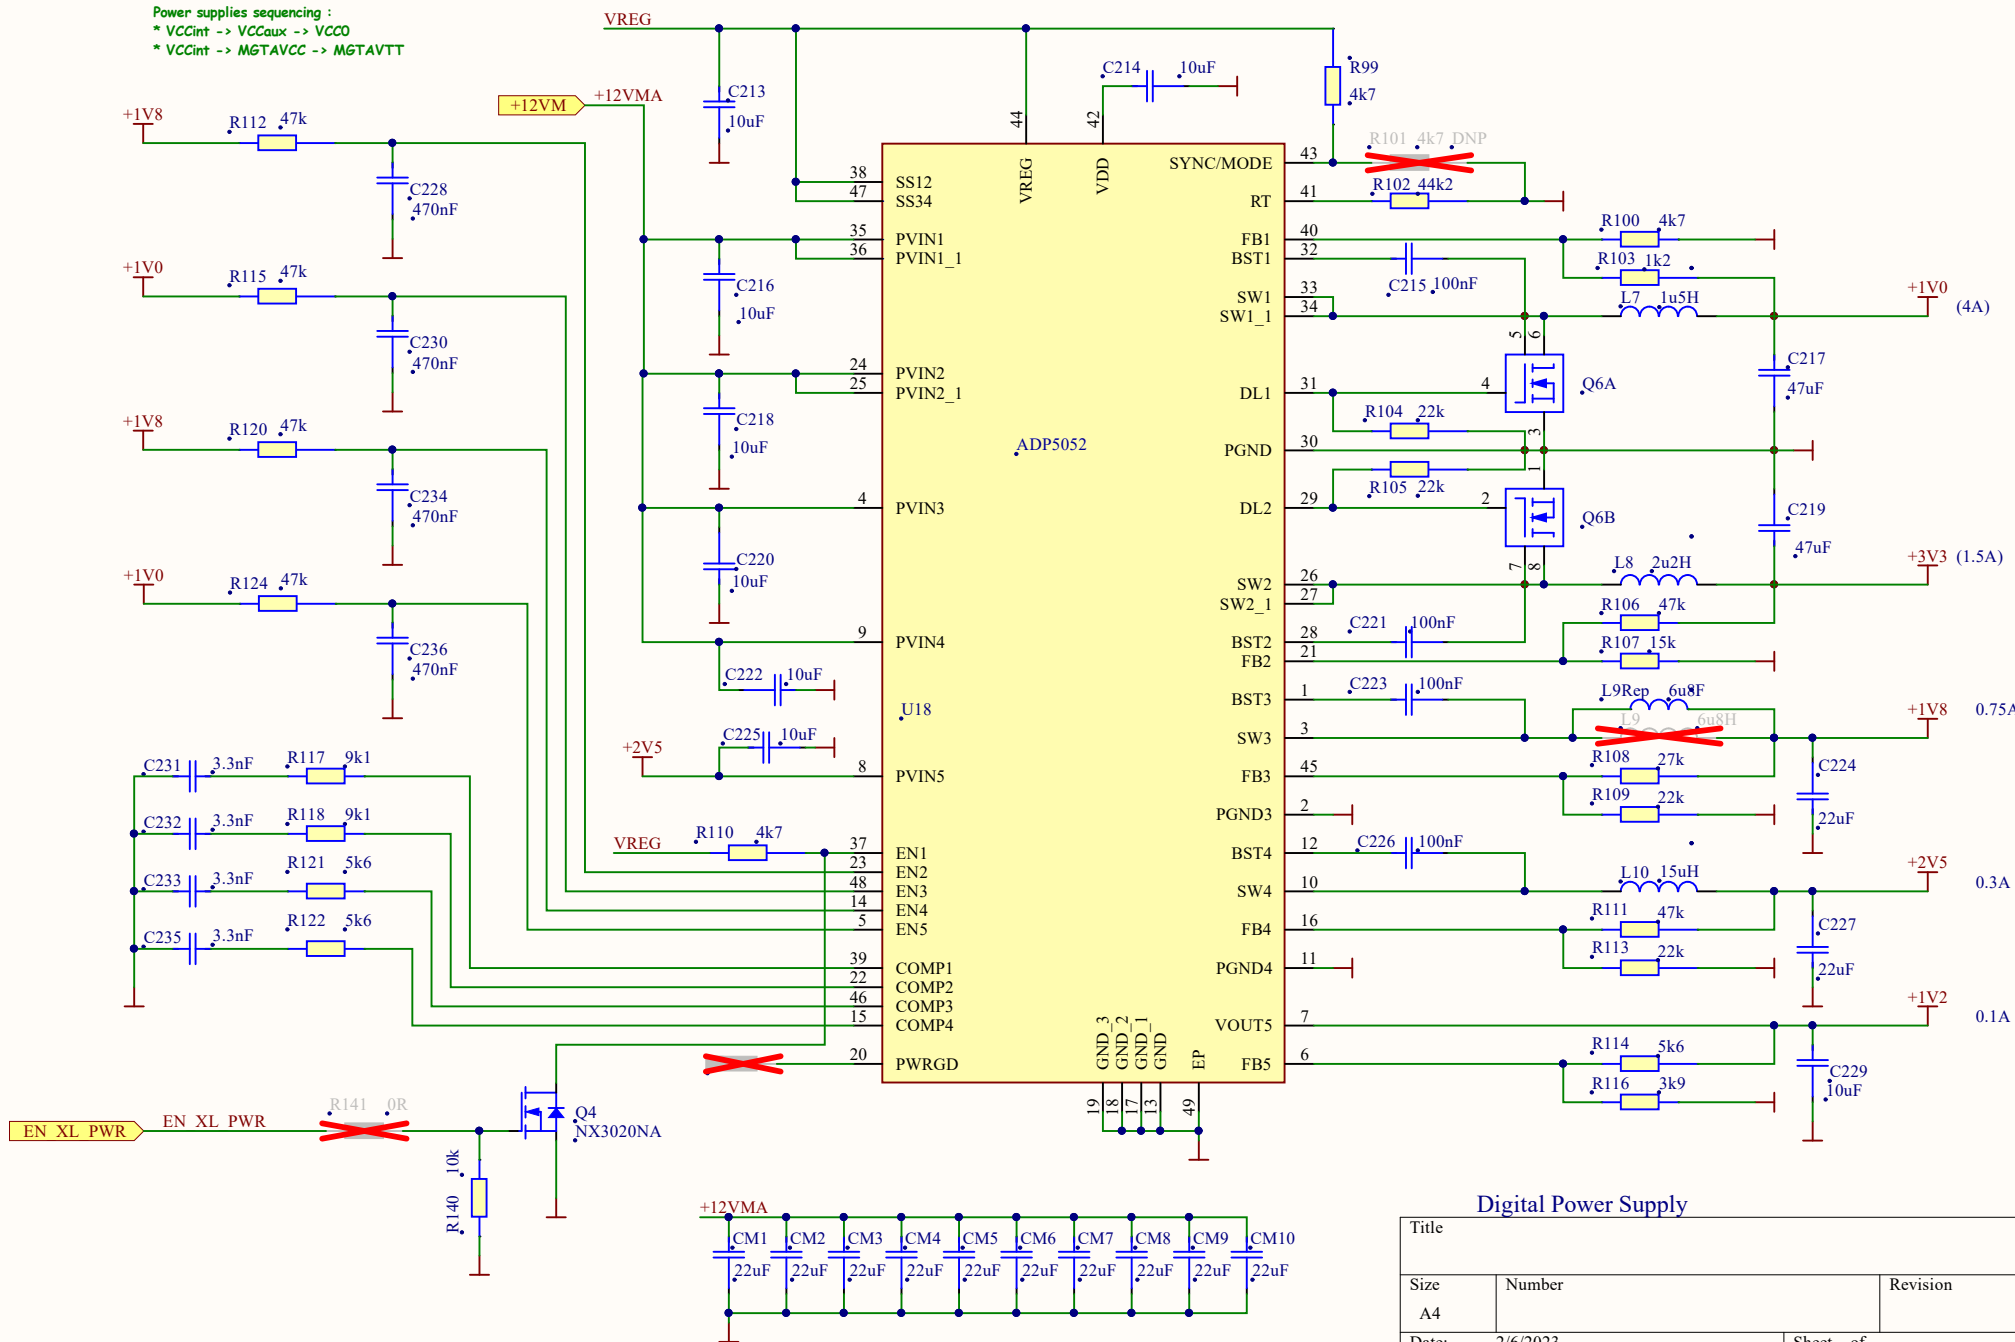 Power supplies sequencing :
* VCCint -> VCCaux -> VCCO
* VCCint -> MGTAVCC -> MGTAVTT
VREG
+12VM
+12VMA
C213
10uF
C214
10uF
R99
4k7
+1V8
R112
47k
C228
470nF
+1V0
R115
47k
C230
470nF
+1V8
R120
47k
C234
470nF
+1V0
R124
47k
C236
470nF
C216
10uF
C218
10uF
C220
10uF
C222
10uF
+2V5
C225
10uF
VREG
R110
4k7
C231
3.3nF
R117
9k1
C232
3.3nF
R118
9k1
C233
3.3nF
R121
5k6
C235
3.3nF
R122
5k6
EN_XL_PWR
EN_XL_PWR
R141
0R
R140
10k
Q4
NX3020NA
44
VREG
42
VDD
38
SS12
47
SS34
35
PVIN1
36
PVIN1_1
24
PVIN2
25
PVIN2_1
4
PVIN3
9
PVIN4
8
PVIN5
37
EN1
23
EN2
48
EN3
14
EN4
5
EN5
39
COMP1
22
COMP2
46
COMP3
15
COMP4
20
PWRGD
ADP5052
U18
SYNC/MODE
43
RT
41
FB1
40
BST1
32
SW1
33
SW1_1
34
DL1
31
PGND
30
DL2
29
SW2
26
SW2_1
27
BST2
28
FB2
21
BST3
1
SW3
3
FB3
45
PGND3
2
BST4
12
SW4
10
FB4
16
PGND4
11
VOUT5
7
FB5
6
GND_3
GND_2
GND_1
GND
EP
19
18
17
13
49
R101 4k7 DNP
R102 44k2
R100
4k7
R103
1k2
C215
100nF
L7
1u5H
+1V0
(4A)
5
6
4
3
Q6A
C217
47uF
R104
22k
R105
22k
1
2
7
8
Q6B
C219
47uF
L8
2u2H
+3V3
(1.5A)
R106
47k
R107
15k
C221
100nF
C223
100nF
L9Rep
6u8F
L9
6u8H
+1V8
0.75A
R108
27k
R109
22k
C224
22uF
C226
100nF
L10
15uH
+2V5
0.3A
R111
47k
R113
22k
C227
22uF
+1V2
0.1A
R114
5k6
R116
3k9
C229
10uF
+12VMA
CM1
CM2
CM3
CM4
CM5
CM6
CM7
CM8
CM9
CM10
22uF
22uF
22uF
22uF
22uF
22uF
22uF
22uF
22uF
22uF
Digital Power Supply
Title
Size
Number
Revision
A4
Date:
2/6/2023
Sheet of